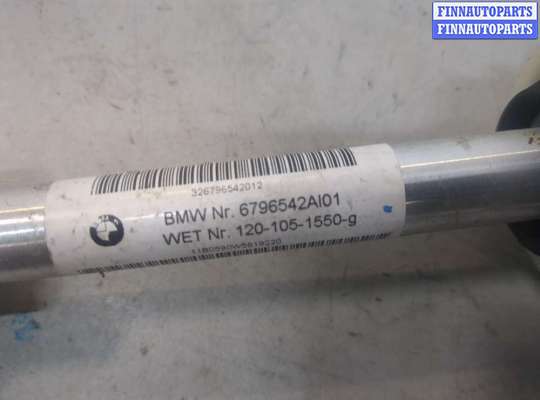 FINNAUTOPARTS
FINNAUTOPARTS
326796542012
BMW Nr. 6796542AI01
WET Nr. 120-105-1550-g